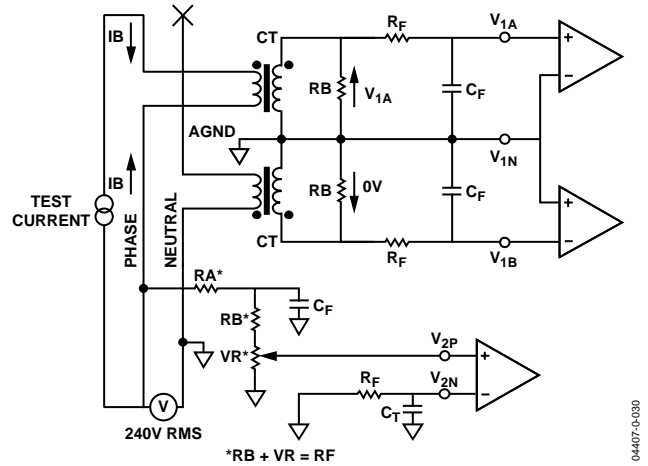 IB
CT
RF
V1A
+
−
RB
V1A
CF
AGND
V1N
IB
TEST
CURRENT
PHASE
NEUTRAL
RB
0V
CF
+
−
CT
RF
V1B
RA*
CF
RB*
VR*
V2P
+
RF
V2N
−
CT
V
240V RMS
*RB + VR = RF
04407-0-030